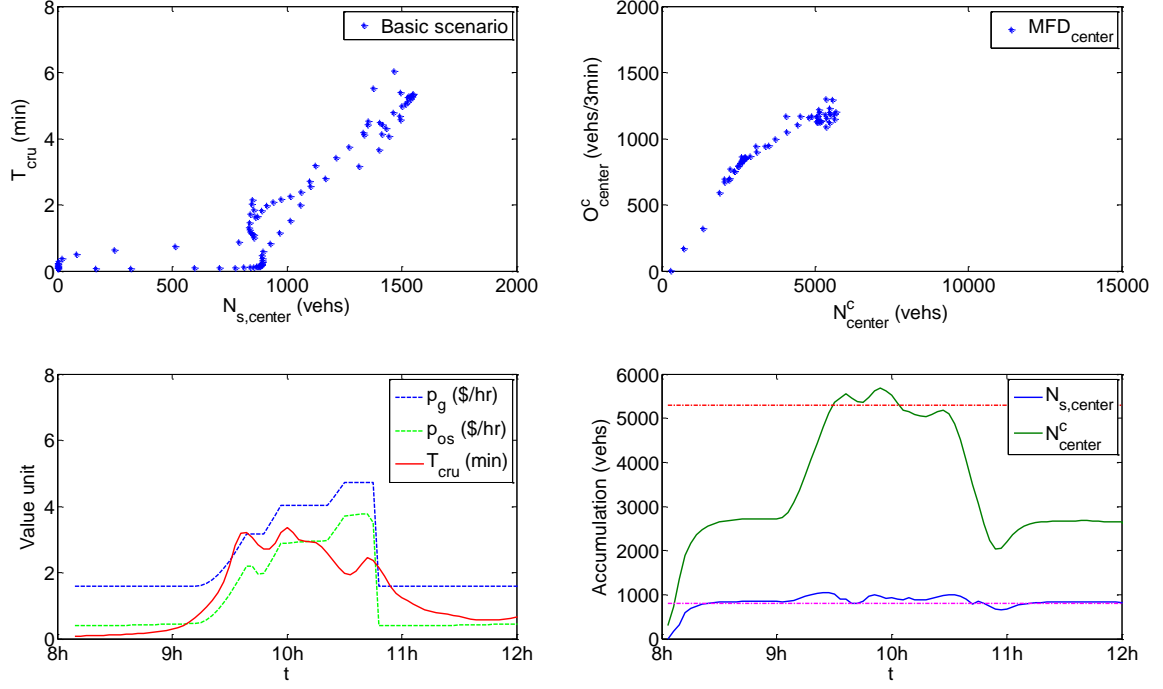 8
6
4
2
0
T_cru (min)
Basic scenario
0 500 1000 1500 2000
N_s,center (vehs)
2000
1500
1000
500
0
O^c_center (vehs/3min)
MFD_center
0 5000 10000 15000
N^c_center (vehs)
8
6
4
2
0
Value unit
p_g ($/hr)
p_os ($/hr)
T_cru (min)
8h 9h 10h 11h 12h
t
6000
5000
4000
3000
2000
1000
0
Accumulation (vehs)
N_s,center
N^c_center
8h 9h 10h 11h 12h
t